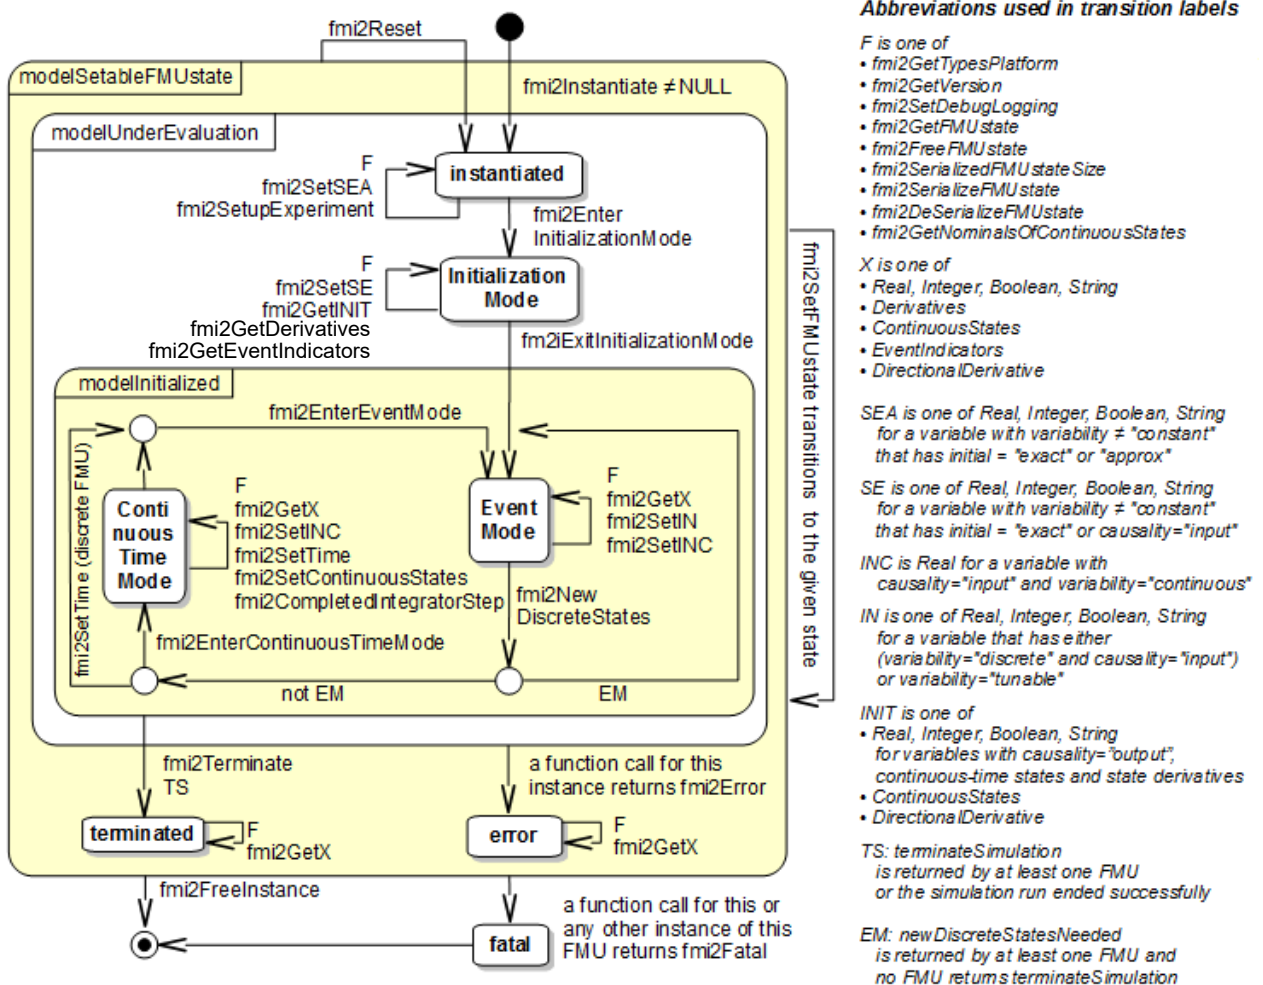 fmi2Reset
modelSetableFMUstate
fmi2Instantiate ≠ NULL
modelUnderEvaluation
F
fmi2SetSEA
fmi2SetupExperiment
instantiated
fmi2Enter
InitializationMode
F
fmi2SetSE
fmi2GetINIT
fmi2GetDerivatives
fmi2GetEventIndicators
Initialization
Mode
fm2iExitInitializationMode
modelInitialized
fmi2EnterEventMode
fmi2SetTime (discrete FMU)
Conti
nuous
Time
Mode
F
fmi2GetX
fmi2SetINC
fmi2SetTime
fmi2SetContinuousStates
fmi2CompletedIntegratorStep
Event
Mode
F
fmi2GetX
fmi2SetIN
fmi2SetINC
fmi2New
DiscreteStates
fmi2EnterContinuousTimeMode
not EM
EM
fmi2SetFMUstate transitions to the given state
fmi2Terminate
TS
a function call for this
instance returns fmi2Error
terminated
F
fmi2GetX
error
F
fmi2GetX
fmi2FreeInstance
a function call for this or
any other instance of this
FMU returns fmi2Fatal
fatal
Abbreviations used in transition labels
F is one of
• fmi2GetTypesPlatform
• fmi2GetVersion
• fmi2SetDebugLogging
• fmi2GetFMUstate
• fmi2FreeFMUstate
• fmi2SerializedFMUstateSize
• fmi2SerializeFMUstate
• fmi2DeSerializeFMUstate
• fmi2GetNominalsOfContinuousStates
X is one of
• Real, Integer, Boolean, String
• Derivatives
• ContinuousStates
• EventIndicators
• DirectionalDerivative
SEA is one of Real, Integer, Boolean, String
for a variable with variability ≠ "constant"
that has initial = "exact" or "approx"
SE is one of Real, Integer, Boolean, String
for a variable with variability ≠ "constant"
that has initial = "exact" or causality="input"
INC is Real for a variable with
causality="input" and variability="continuous"
IN is one of Real, Integer, Boolean, String
for a variable that has either
(variability="discrete" and causality="input")
or variability="tunable"
INIT is one of
• Real, Integer, Boolean, String
for variables with causality="output",
continuous-time states and state derivatives
• ContinuousStates
• DirectionalDerivative
TS: terminateSimulation
is returned by at least one FMU
or the simulation run ended successfully
EM: newDiscreteStatesNeeded
is returned by at least one FMU and
no FMU returns terminateSimulation